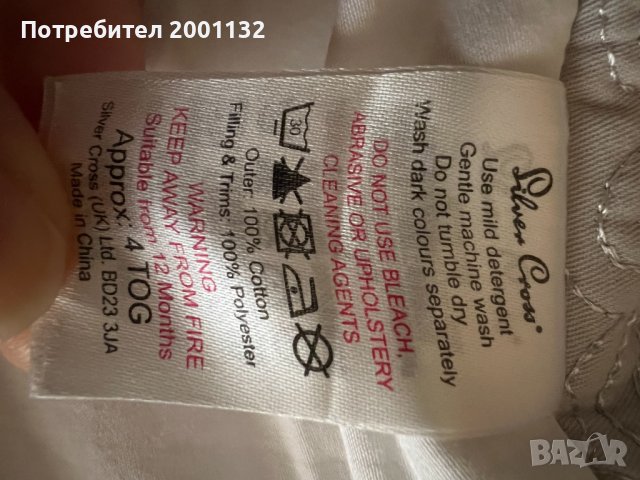 Потребител 2001132
Silver Cross®
Use mild detergent
Gentle machine wash
Do not tumble dry
Wash dark colours separately
DO NOT USE BLEACH,
ABRASIVE OR UPHOLSTERY
CLEANING AGENTS
30
Outer: 100% Cotton
Filling & Trims: 100% Polyester
WARNING
KEEP AWAY FROM FIRE
Suitable from 12 Months
Approx: 4 TOG
Silver Cross (UK) Ltd. BD23 3JA
Made in China
BAZAR